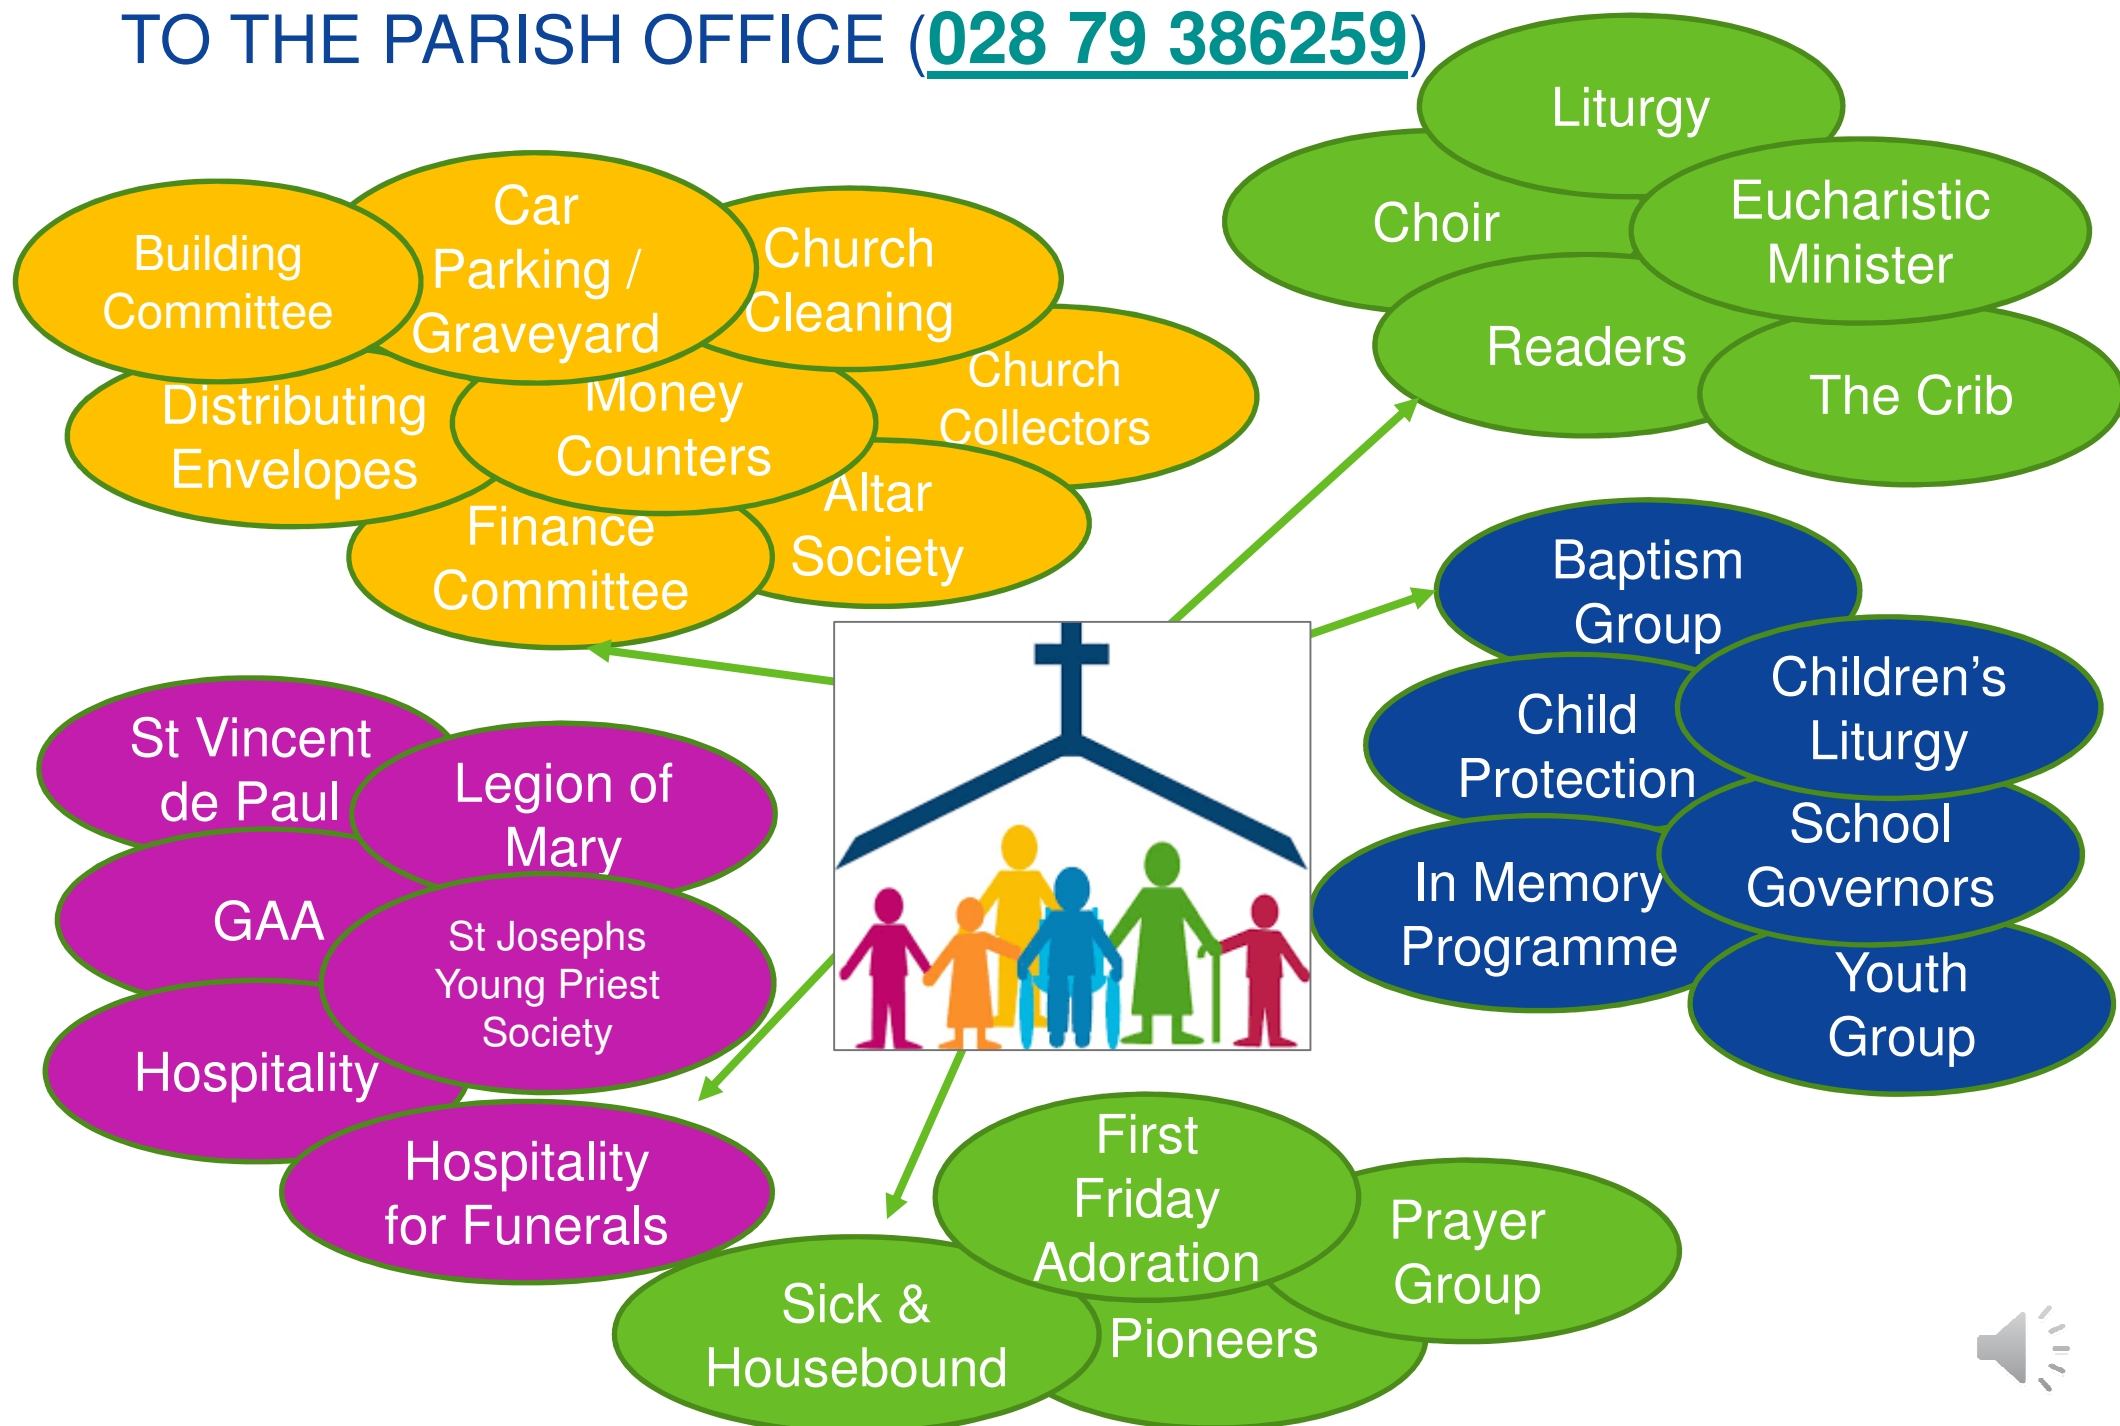 TO THE PARISH OFFICE (028 79 386259)
Building
Committee
Car
Parking /
Graveyard
Church
Cleaning
Church
Collectors
Distributing
Envelopes
Money
Counters
Altar
Society
Finance
Committee
Liturgy
Choir
Eucharistic
Minister
Readers
The Crib
Baptism
Group
Children’s
Liturgy
Child
Protection
School
Governors
In Memory
Programme
Youth
Group
St Vincent
de Paul
Legion of
Mary
GAA
St Josephs
Young Priest
Society
Hospitality
Hospitality
for Funerals
First
Friday
Adoration
Prayer
Group
Sick &
Housebound
Pioneers